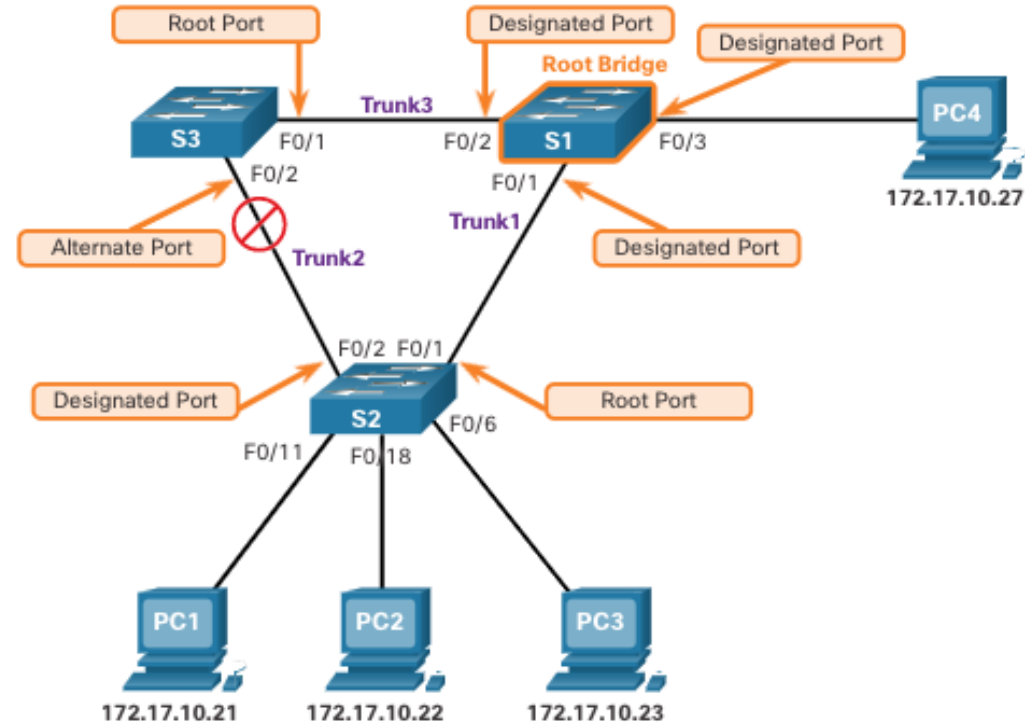 Root Port
Designated Port
Designated Port
Root Bridge
Trunk3
S3
F0/1
F0/2
S1
F0/3
PC4
F0/2
F0/1
172.17.10.27
Alternate Port
Trunk1
Designated Port
Trunk2
F0/2
F0/1
Designated Port
Root Port
S2
F0/6
F0/11
F0/18
PC1
PC2
PC3
172.17.10.21
172.17.10.22
172.17.10.23